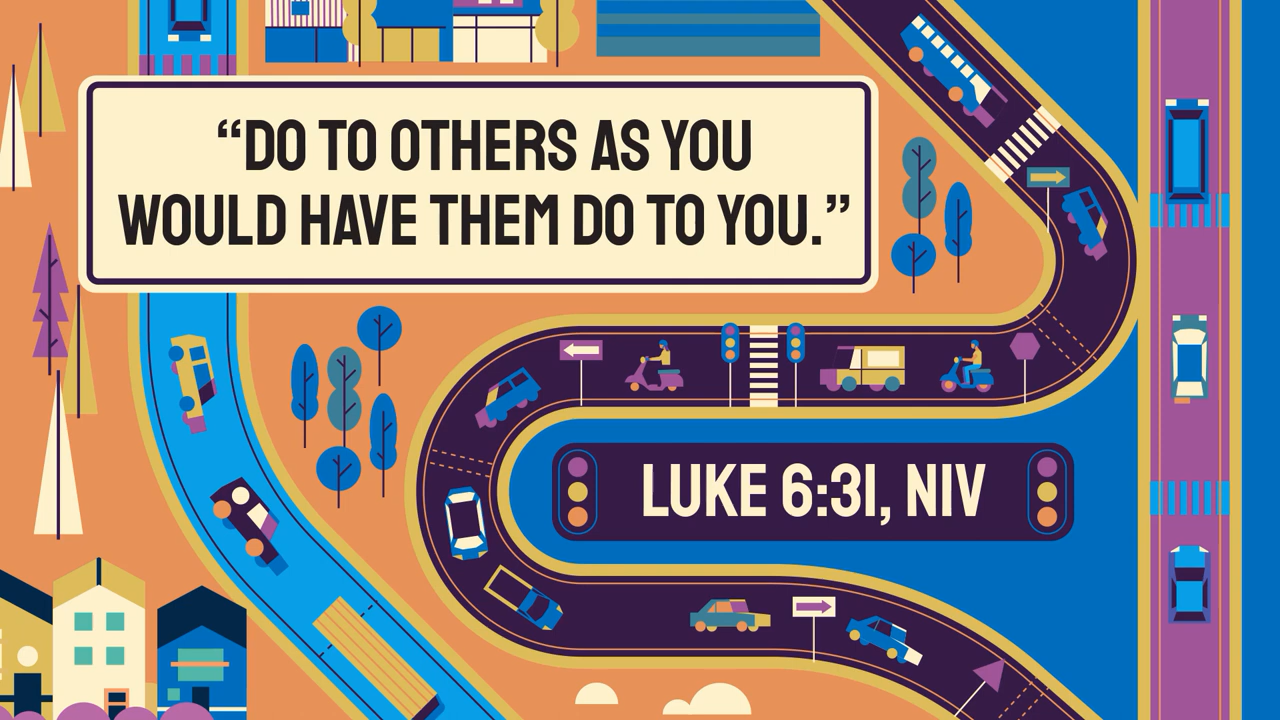 “DO TO OTHERS AS YOU
WOULD HAVE THEM DO TO YOU.”
LUKE 6:31, NIV